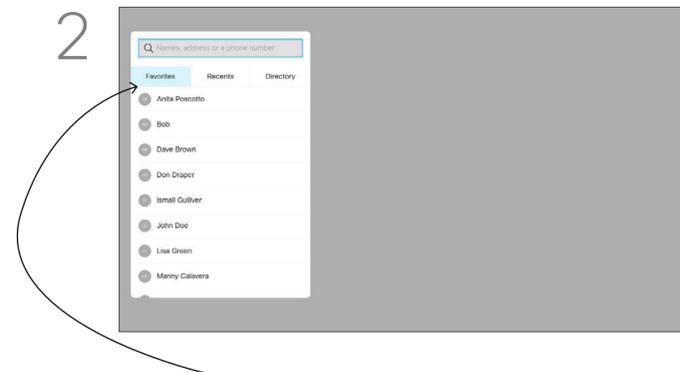 2
Names, address or a phone number
Favorites Recents Directory
Anita Poscotto
Bob
Dave Brown
Don Draper
Ismail Gulliver
John Doe
Lisa Green
Manny Calavera